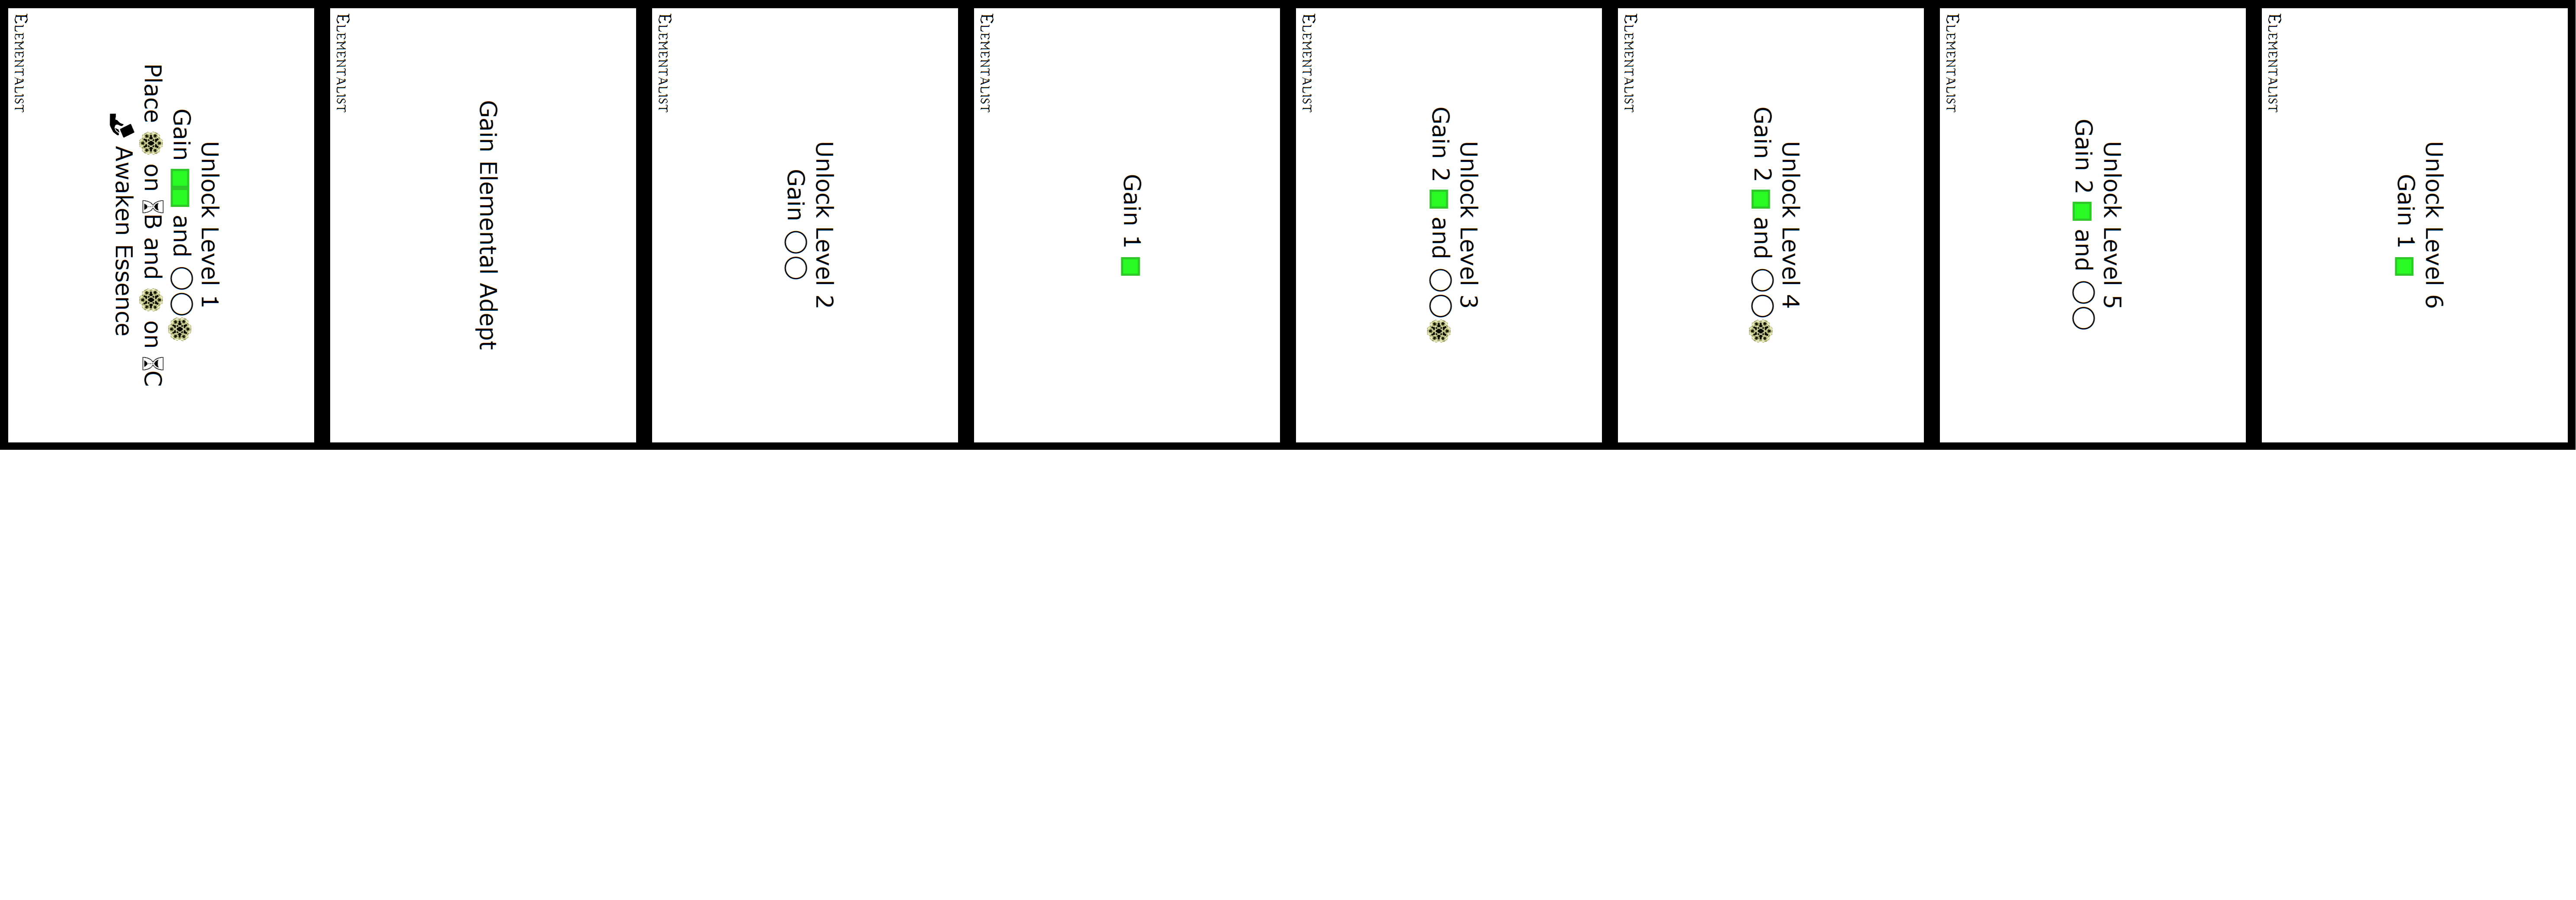 Unlock Level 1
Gain and
Place on B and on C
Awaken Essence
ELEMENTALIST
Gain Elemental Adept
ELEMENTALIST
Unlock Level 2
Gain
ELEMENTALIST
Gain 1
ELEMENTALIST
Unlock Level 3
Gain 2 and
ELEMENTALIST
Unlock Level 4
Gain 2 and
ELEMENTALIST
Unlock Level 5
Gain 2 and
ELEMENTALIST
Unlock Level 6
Gain 1
ELEMENTALIST